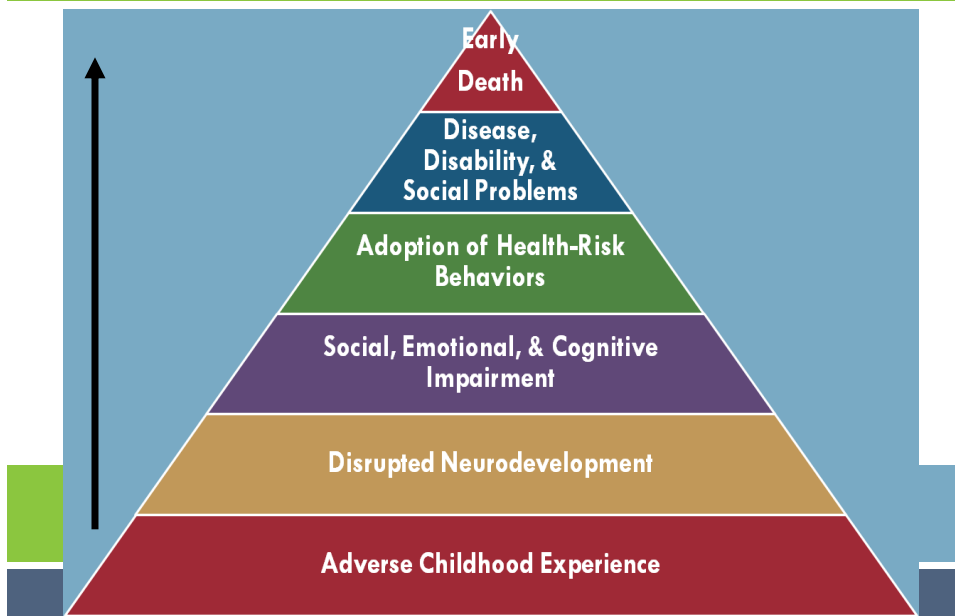 Early
Death
Disease,
Disability, &
Social Problems
Adoption of Health-Risk
Behaviors
Social, Emotional, & Cognitive
Impairment
Disrupted Neurodevelopment
Adverse Childhood Experience